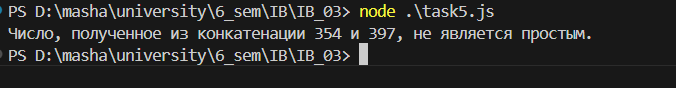 PS D:\masha\university\6_sem\IB\IB_03> node .\task5.js
Число, полученное из конкатенации 354 и 397, не является простым.
PS D:\masha\university\6_sem\IB\IB_03>